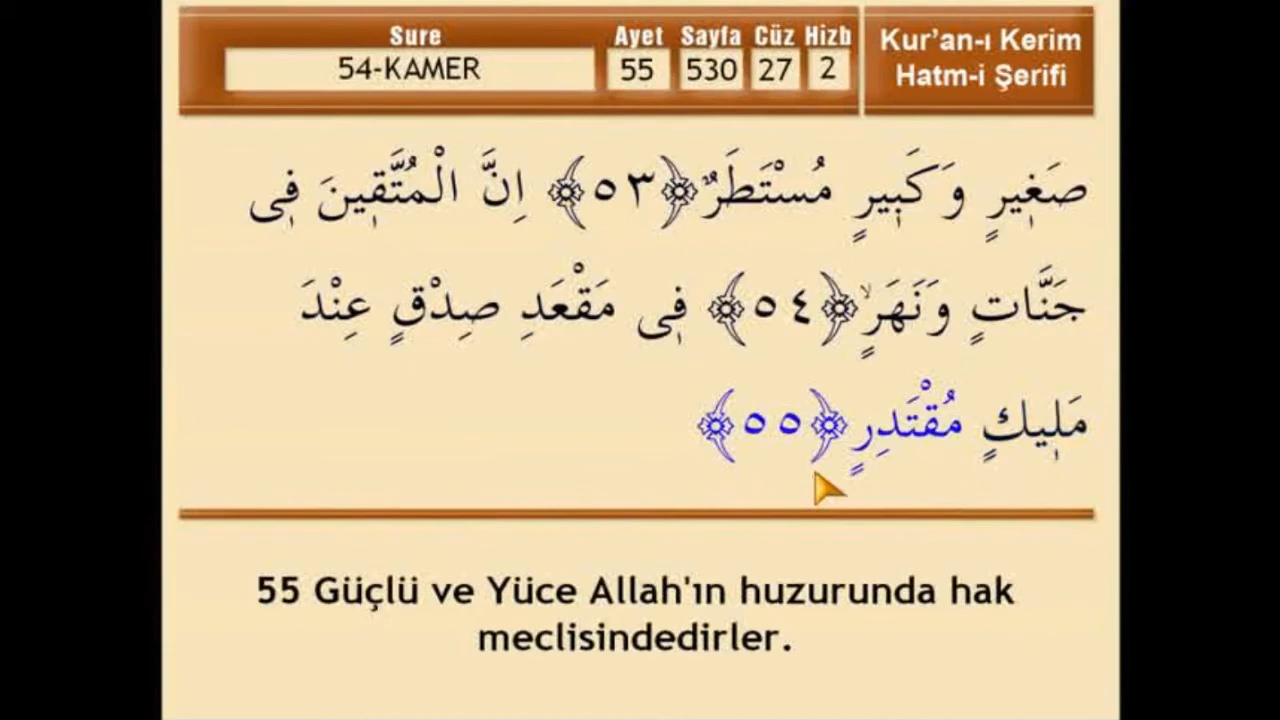 Sure Ayet Sayfa Cüz Hizb
54-KAMER 55 530 27 2
Kur’an-ı Kerim
Hatm-i Şerifi
صَغ۪يرٍ وَكَب۪يرٍ مُسْتَطَرٌ ﴿٥٣﴾ اِنَّ الْمُتَّق۪ينَ ف۪ى
جَنَّاتٍ وَنَهَرٍۙ ﴿٥٤﴾ ف۪ى مَقْعَدِ صِدْقٍ عِنْدَ
مَل۪يكٍ مُقْتَدِرٍ ﴿٥٥﴾
55 Güçlü ve Yüce Allah'ın huzurunda hak
meclisindedirler.